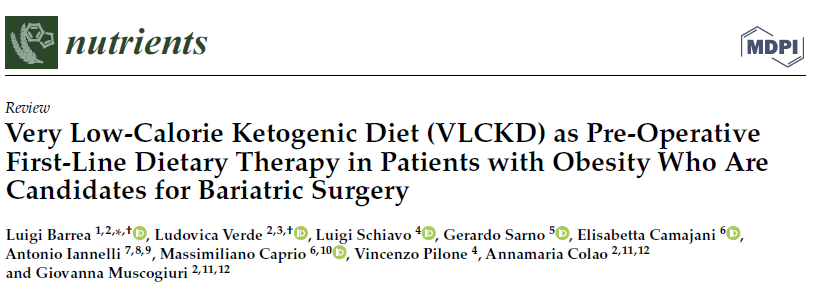 nutrients
MDPI
Review
Very Low-Calorie Ketogenic Diet (VLCKD) as Pre-Operative
First-Line Dietary Therapy in Patients with Obesity Who Are
Candidates for Bariatric Surgery
Luigi Barrea 1,2,*,†, Ludovica Verde 2,3,†, Luigi Schiavo 4, Gerardo Sarno 5, Elisabetta Camajani 6,
Antonio Iannelli 7,8,9, Massimiliano Caprio 6,10, Vincenzo Pilone 4, Annamaria Colao 2,11,12
and Giovanna Muscogiuri 2,11,12